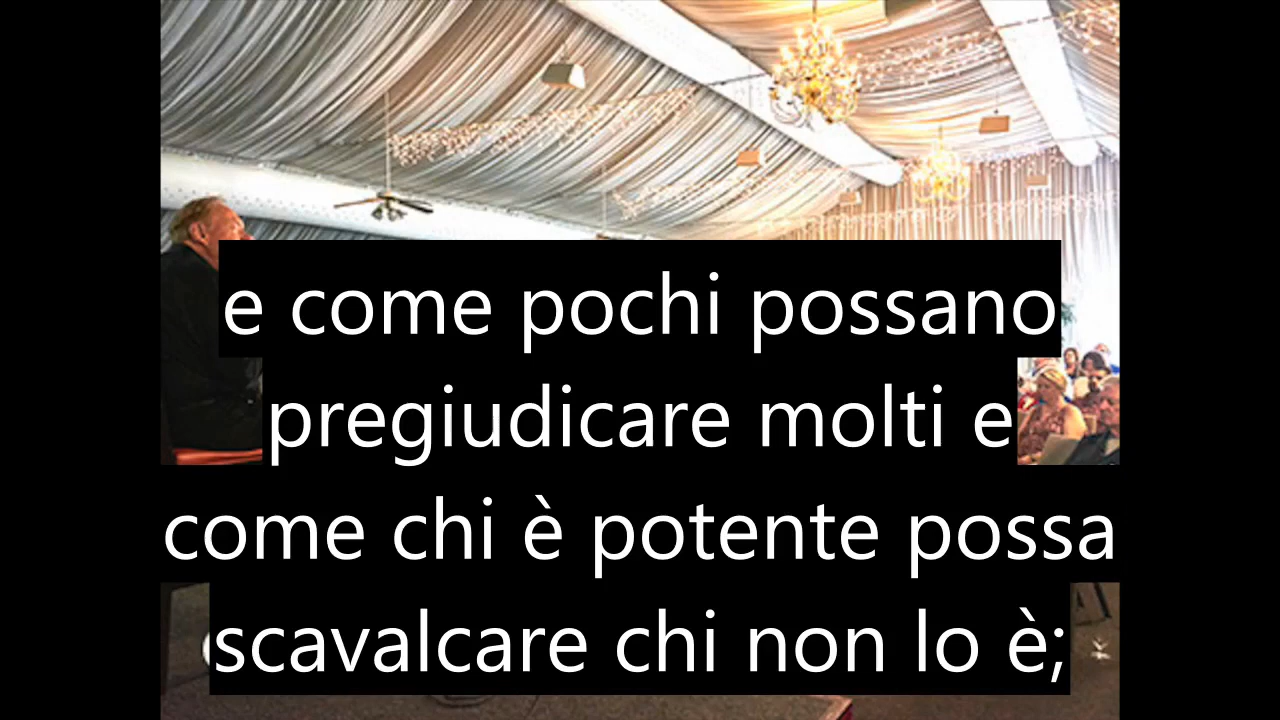 e come pochi possano
pregiudicare molti e
come chi è potente possa
scavalcare chi non lo è;